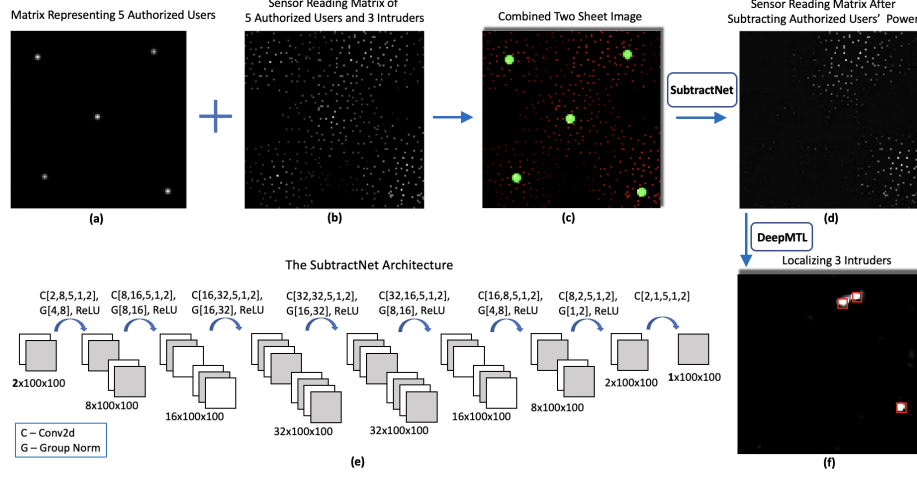 Matrix Representing 5 Authorized Users
Sensor Reading Matrix of
5 Authorized Users and 3 Intruders
Combined Two Sheet Image
Sensor Reading Matrix After
Subtracting Authorized Users' Power
SubtractNet
(a)
(b)
(c)
(d)
DeepMTL
Localizing 3 Intruders
The SubtractNet Architecture
C[2,8,5,1,2],
G[4,8], ReLU
C[8,16,5,1,2],
G[8,16], ReLU
C[16,32,5,1,2],
G[16,32], ReLU
C[32,32,5,1,2],
G[16,32], ReLU
C[32,16,5,1,2],
G[8,16], ReLU
C[16,8,5,1,2],
G[4,8], ReLU
C[8,2,5,1,2],
G[1,2], ReLU
C[2,1,5,1,2]
2x100x100
8x100x100
16x100x100
32x100x100
32x100x100
16x100x100
8x100x100
2x100x100
1x100x100
C – Conv2d
G – Group Norm
(e)
(f)